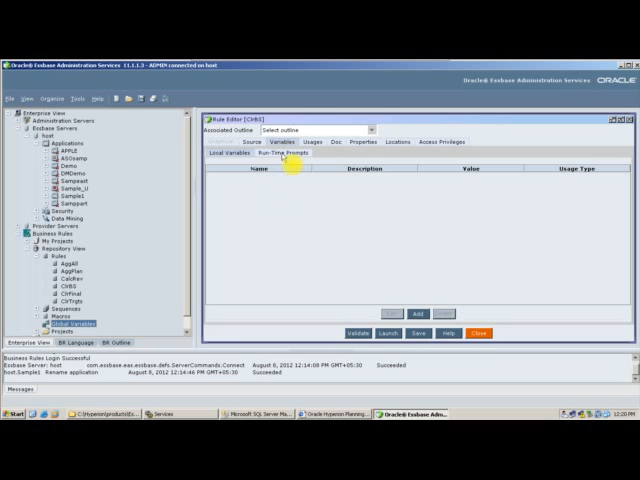 Oracle® Essbase Administration Services 11.1.1.3 - ADMIN connected on host
Oracle® Essbase Administration Services ORACLE
File View Organize Tools Help
Enterprise View
Administration Servers
Essbase Servers
host
Applications
APPLE
ASOsamp
Demo
DMDemo
Sampeast
Sample_U
Sample1
Samppart
Security
Data Mining
Provider Servers
Business Rules
My Projects
Repository View
Rules
AggAll
AggPlan
CalcRev
ClrBS
ClrFinal
ClrTrgts
Sequences
Macros
Global Variables
Projects
Enterprise View BR Language BR Outline
Rule Editor [ClrBS]
Associated Outline Select outline
Source Variables Usages Doc Properties Locations Access Privileges
Local Variables Run-Time Prompts
Name Description Value Usage Type
Add
Validate Launch Save Help Close
Business Rules Login Successful
Essbase Server: host com.essbase.eas.essbase.defs.ServerCommands.Connect August 8, 2012 12:14:08 PM GMT+05:30 Succeeded
host.Sample1 Rename application August 8, 2012 12:14:46 PM GMT+05:30 Succeeded
Messages
Start C:\Hyperion\products\Es... Services Microsoft SQL Server Ma... Oracle Hyperion Planning... Oracle® Essbase Adm... 12:20 PM